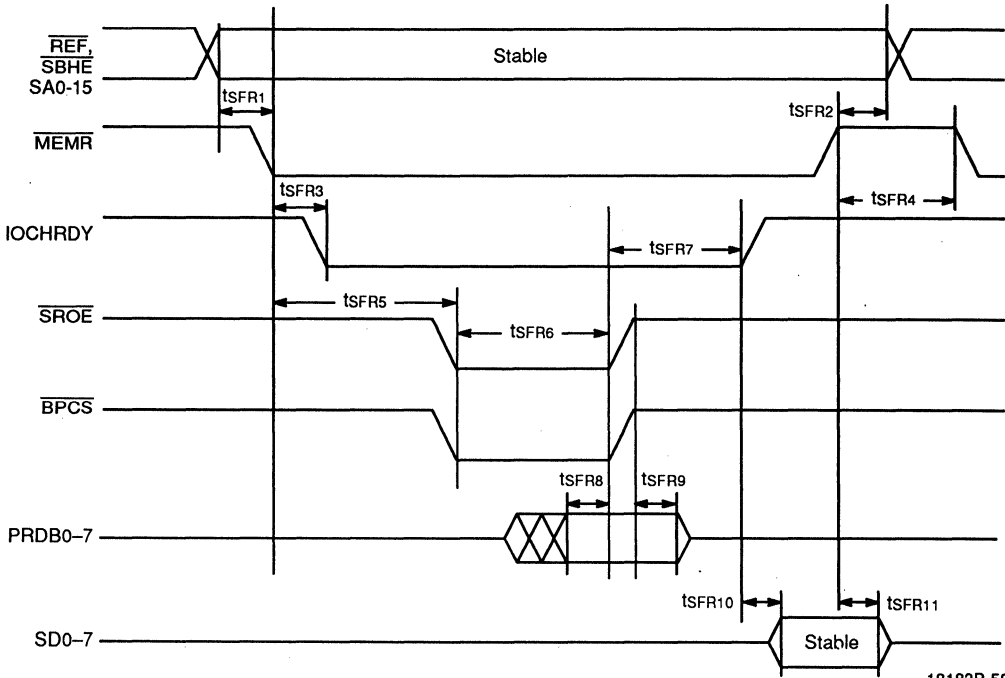 REF,
SBHE
SA0-15
Stable
tSFR1
tSFR2
MEMR
tSFR3
tSFR4
IOCHRDY
tSFR7
tSFR5
SROE
tSFR6
BPCS
tSFR8
tSFR9
PRDB0–7
tSFR10
tSFR11
SD0-7
Stable